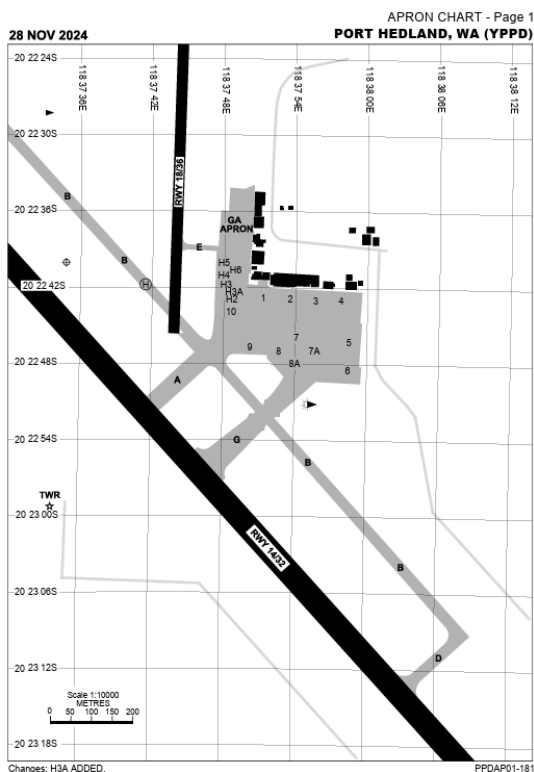 APRON CHART - Page 1
28 NOV 2024
PORT HEDLAND, WA (YPPD)
20 22 24S
118 37 36E
118 37 42E
118 37 48E
118 37 54E
118 38 00E
118 38 06E
118 38 12E
20 22 30S
RWY 18/36
20 22 36S
B
GA
APRON
E
B
H5
H6
H4
20 22 42S
H
H3
H3A
H2
1
2
3
4
10
7
5
9
8
7A
20 22 48S
8A
6
A
20 22 54S
G
B
TWR
20 23 00S
RWY 14/32
20 23 06S
B
D
20 23 12S
Scale 1:10000
METRES
0 50 100 150 200
20 23 18S
Changes: H3A ADDED.
PPDAP01-181